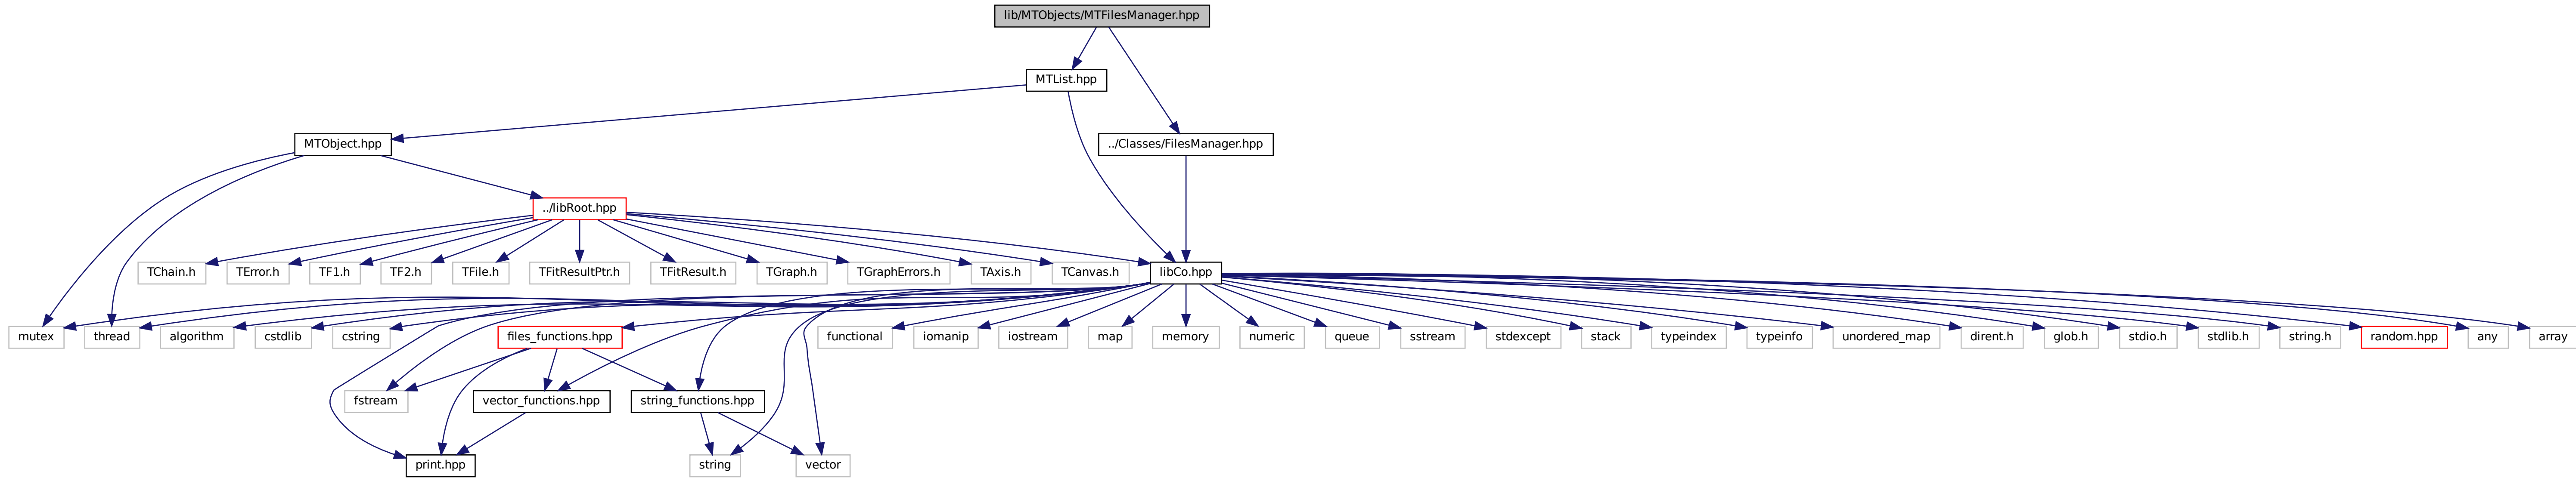 lib/MTObjects/MTFilesManager.hpp
MTList.hpp
MTObject.hpp
../Classes/FilesManager.hpp
../libRoot.hpp
TChain.h
TError.h
TF1.h
TF2.h
TFile.h
TFitResultPtr.h
TFitResult.h
TGraph.h
TGraphErrors.h
TAxis.h
TCanvas.h
libCo.hpp
mutex
thread
algorithm
cstdlib
cstring
files_functions.hpp
functional
iomanip
iostream
map
memory
numeric
queue
sstream
stdexcept
stack
typeindex
typeinfo
unordered_map
dirent.h
glob.h
stdio.h
stdlib.h
string.h
random.hpp
any
array
fstream
vector_functions.hpp
string_functions.hpp
print.hpp
string
vector